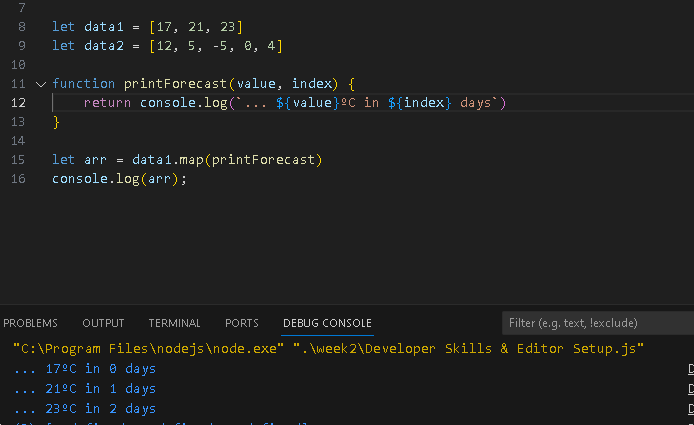 7
8 let data1 = [17, 21, 23]
9 let data2 = [12, 5, -5, 0, 4]
10
11 function printForecast(value, index) {
12 return console.log(`... ${value}ºC in ${index} days`)
13 }
14
15 let arr = data1.map(printForecast)
16 console.log(arr);
PROBLEMS OUTPUT TERMINAL PORTS DEBUG CONSOLE Filter (e.g. text, !exclude)
"C:\Program Files\nodejs\node.exe" ".\week2\Developer Skills & Editor Setup.js"
... 17ºC in 0 days D
... 21ºC in 1 days D
... 23ºC in 2 days D